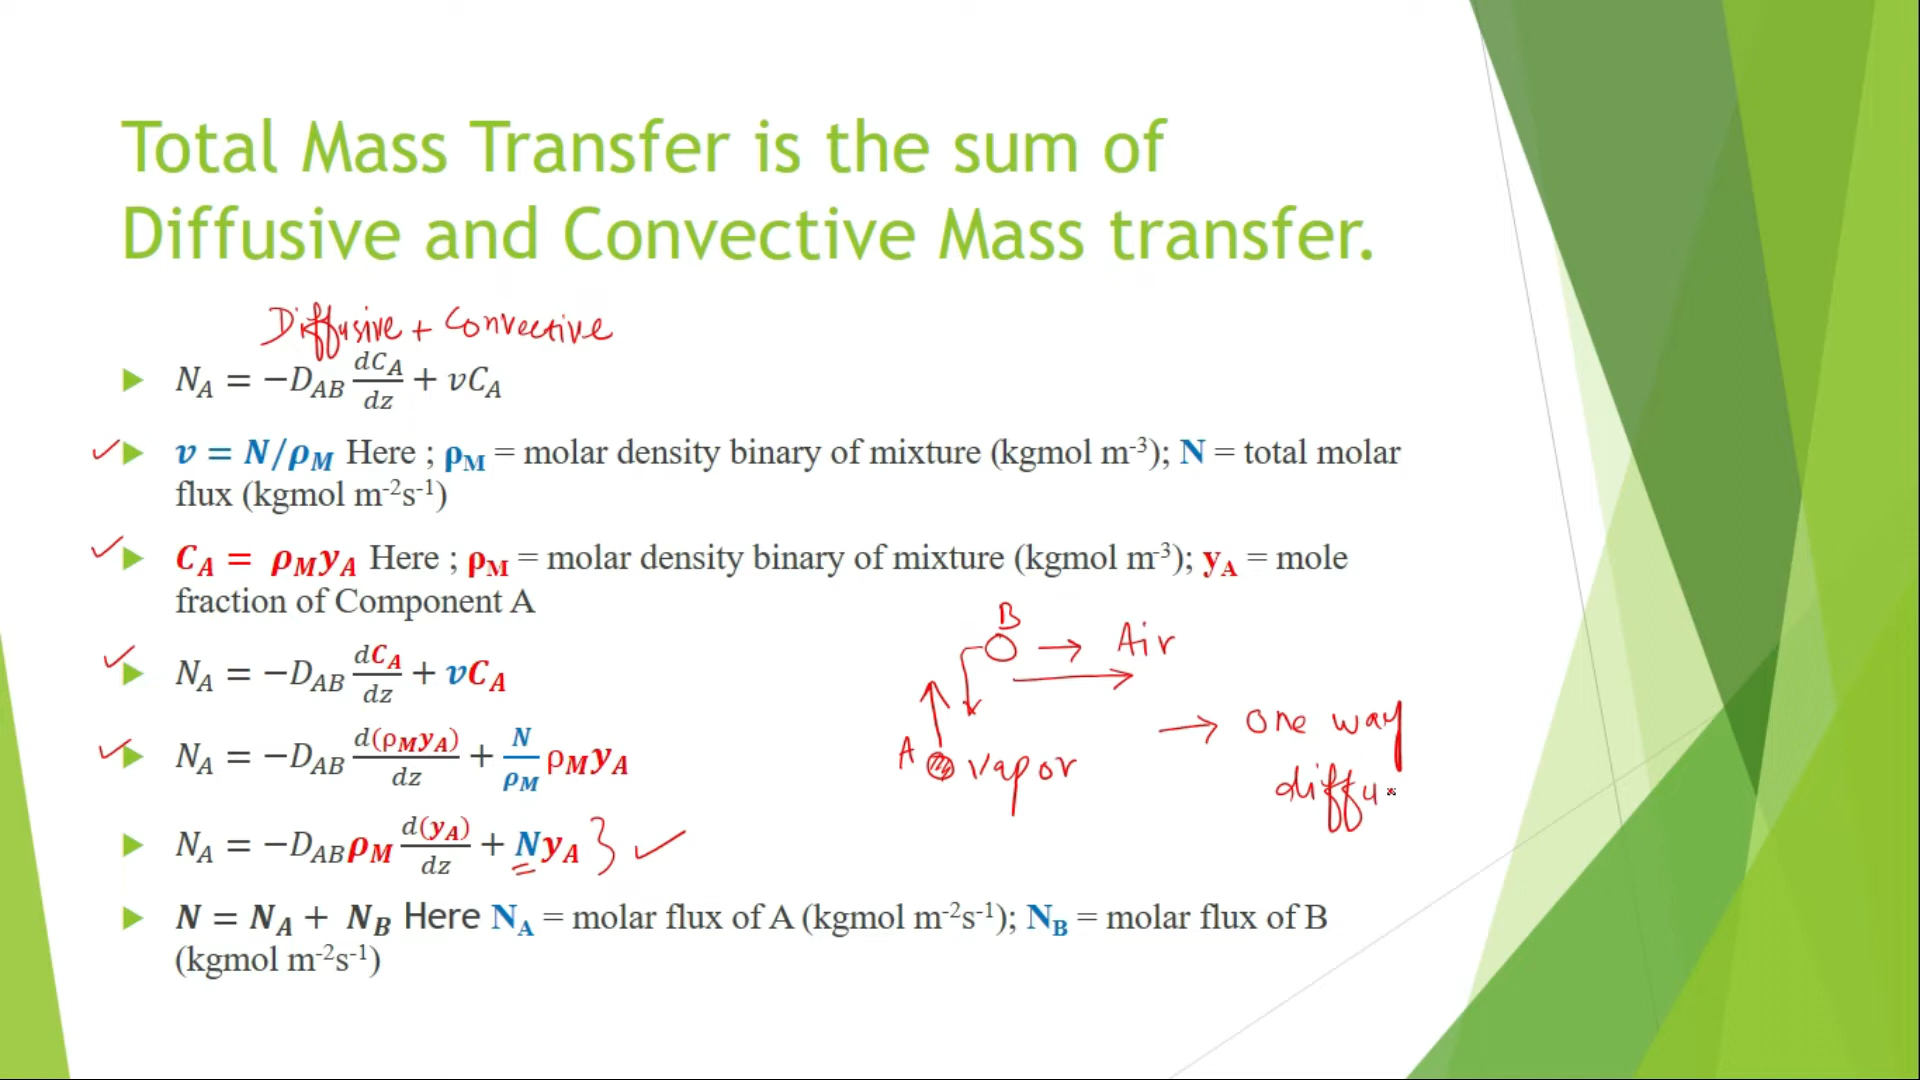 Total Mass Transfer is the sum of
Diffusive and Convective Mass transfer.
Diffusive + Convective
N_A = −D_AB dC_A/dz + vC_A
v = N/ρ_M Here ; ρ_M = molar density binary of mixture (kgmol m⁻³); N = total molar
flux (kgmol m⁻²s⁻¹)
C_A = ρ_M y_A Here ; ρ_M = molar density binary of mixture (kgmol m⁻³); y_A = mole
fraction of Component A
B
→ Air
N_A = −D_AB dC_A/dz + vC_A
→ one way
N_A = −D_AB d(ρ_M y_A)/dz + N/ρ_M ρ_M y_A
A vapor
diffu
N_A = −D_AB ρ_M d(y_A)/dz + N y_A }
N = N_A + N_B Here N_A = molar flux of A (kgmol m⁻²s⁻¹); N_B = molar flux of B
(kgmol m⁻²s⁻¹)